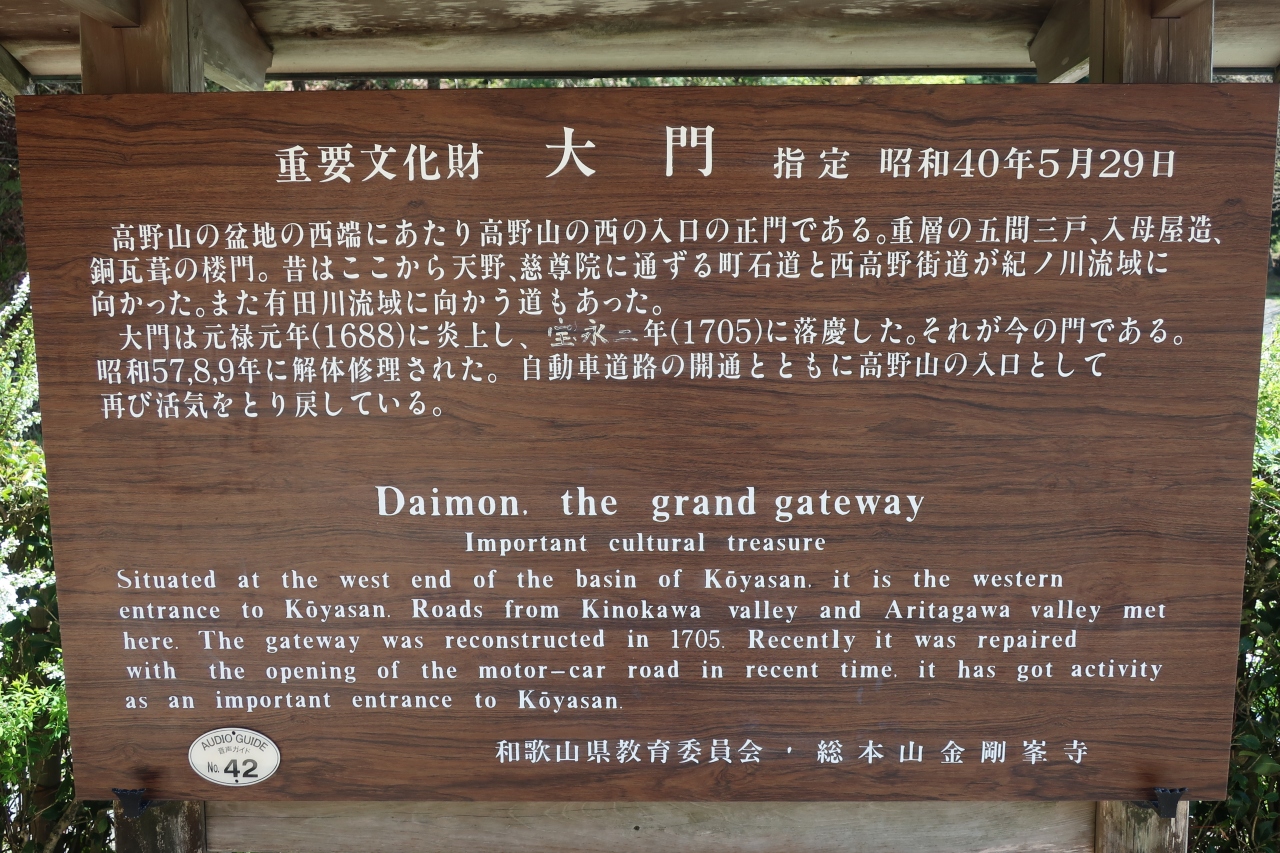 重要文化財 大 門 指定 昭和40年5月29日
高野山の盆地の西端にあたり高野山の西の入口の正門である。重層の五間三戸、入母屋造、
銅瓦葺の楼門。昔はここから天野、慈尊院に通ずる町石道と西高野街道が紀ノ川流域に
向かった。また有田川流域に向かう道もあった。
大門は元禄元年(1688)に炎上し、宝永二年(1705)に落慶した。それが今の門である。
昭和57,8,9年に解体修理された。自動車道路の開通とともに高野山の入口として
再び活気をとり戻している。
Daimon. the grand gateway
Important cultural treasure
Situated at the west end of the basin of Kōyasan. it is the western
entrance to Kōyasan. Roads from Kinokawa valley and Aritagawa valley met
here. The gateway was reconstructed in 1705. Recently it was repaired
with the opening of the motor-car road in recent time. it has got activity
as an important entrance to Kōyasan.
AUDIO GUIDE
音声ガイド
No. 42
和歌山県教育委員会・総本山金剛峯寺